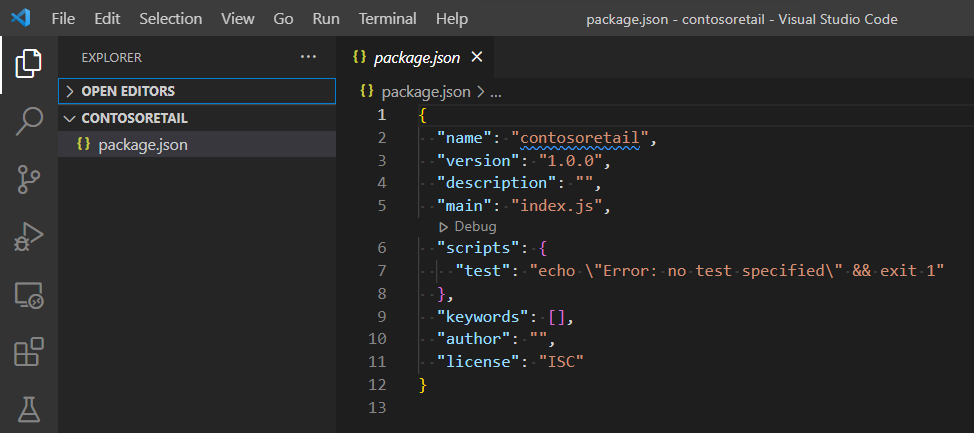 File Edit Selection View Go Run Terminal Help package.json - contosoretail - Visual Studio Code
EXPLORER ···
OPEN EDITORS
CONTOSORETAIL
{} package.json
{} package.json ×
{} package.json > ...
1 {
2 "name": "contosoretail",
3 "version": "1.0.0",
4 "description": "",
5 "main": "index.js",
Debug
6 "scripts": {
7 "test": "echo \"Error: no test specified\" && exit 1"
8 },
9 "keywords": [],
10 "author": "",
11 "license": "ISC"
12 }
13